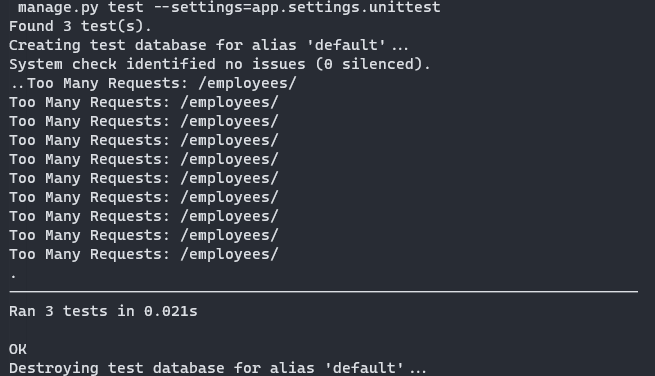 manage.py test --settings=app.settings.unittest
Found 3 test(s).
Creating test database for alias 'default'...
System check identified no issues (0 silenced).
..Too Many Requests: /employees/
Too Many Requests: /employees/
Too Many Requests: /employees/
Too Many Requests: /employees/
Too Many Requests: /employees/
Too Many Requests: /employees/
Too Many Requests: /employees/
Too Many Requests: /employees/
Too Many Requests: /employees/
Too Many Requests: /employees/
.
----------------------------------------------------------------------
Ran 3 tests in 0.021s

OK
Destroying test database for alias 'default'...